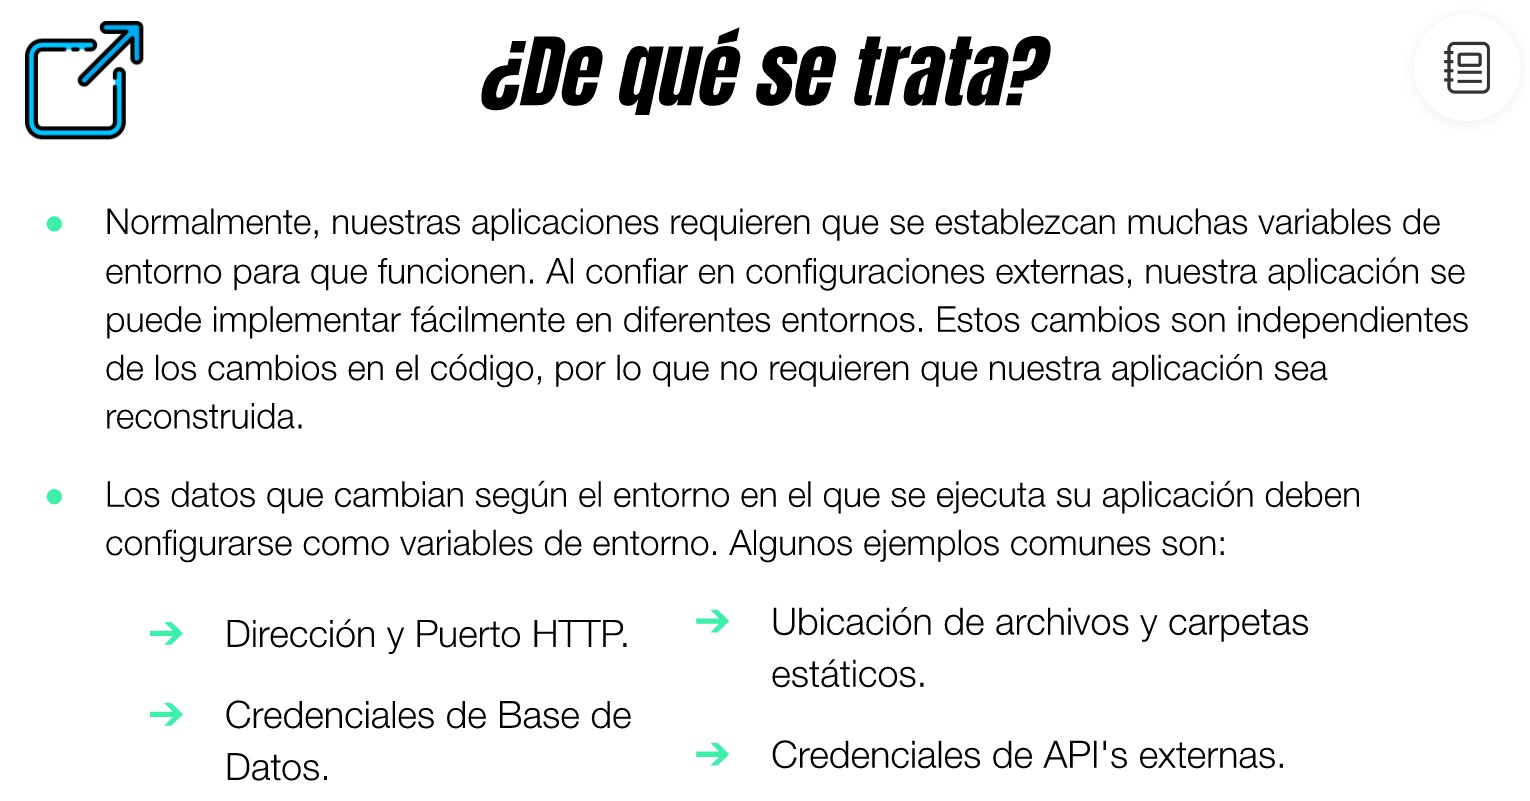 ¿De qué se trata?
Normalmente, nuestras aplicaciones requieren que se establezcan muchas variables de
entorno para que funcionen. Al confiar en configuraciones externas, nuestra aplicación se
puede implementar fácilmente en diferentes entornos. Estos cambios son independientes
de los cambios en el código, por lo que no requieren que nuestra aplicación sea
reconstruida.
Los datos que cambian según el entorno en el que se ejecuta su aplicación deben
configurarse como variables de entorno. Algunos ejemplos comunes son:
Dirección y Puerto HTTP.
Credenciales de Base de
Datos.
Ubicación de archivos y carpetas
estáticos.
Credenciales de API's externas.